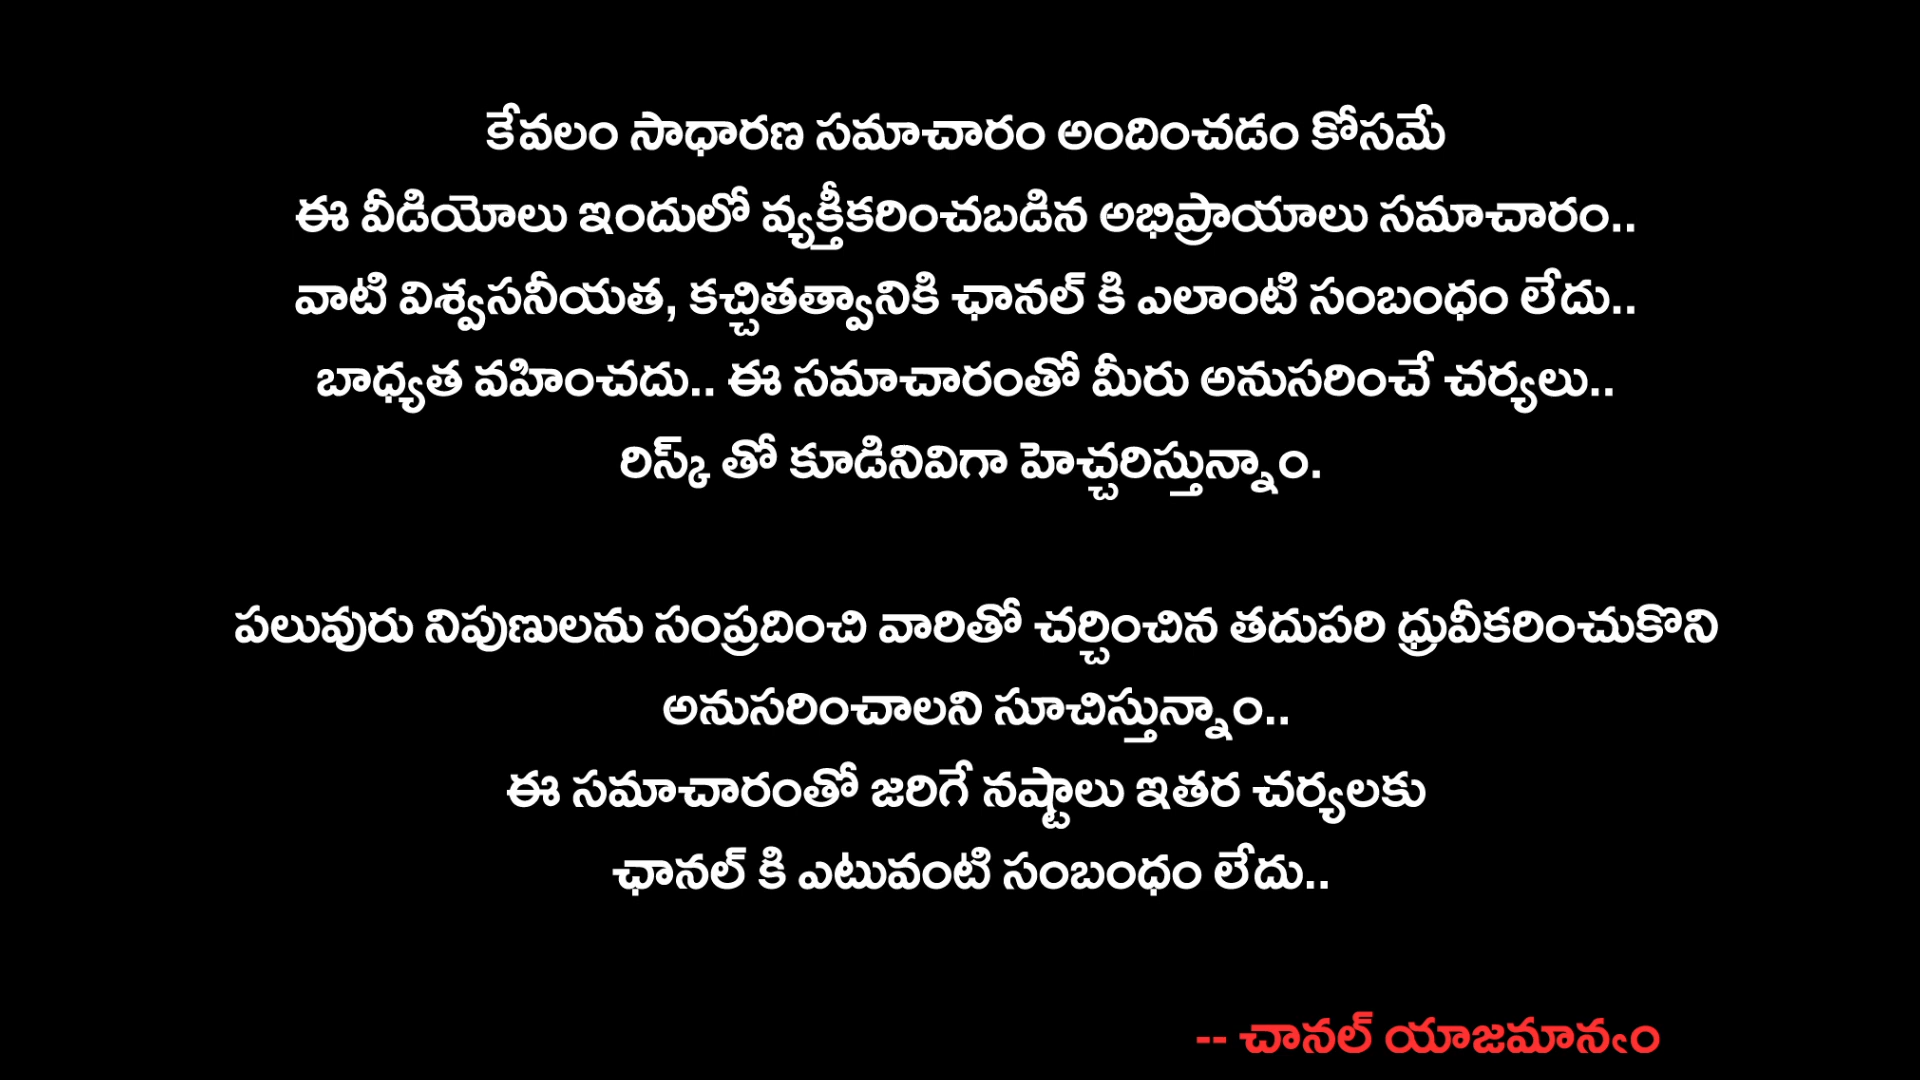 కేవలం సాధారణ సమాచారం అందించడం కోసమే
ఈ వీడియోలు ఇందులో వ్యక్తీకరించబడిన అభిప్రాయాలు సమాచారం..
వాటి విశ్వసనీయత, కచ్చితత్వానికి ఛానల్ కి ఎలాంటి సంబంధం లేదు..
బాధ్యత వహించదు.. ఈ సమాచారంతో మీరు అనుసరించే చర్యలు..
రిస్క్ తో కూడినివిగా హెచ్చరిస్తున్నాం.
పలువురు నిపుణులను సంప్రదించి వారితో చర్చించిన తదుపరి ధ్రువీకరించుకొని
అనుసరించాలని సూచిస్తున్నాం..
ఈ సమాచారంతో జరిగే నష్టాలు ఇతర చర్యలకు
ఛానల్ కి ఎటువంటి సంబంధం లేదు..
-- చానల్ యాజమాన్యం